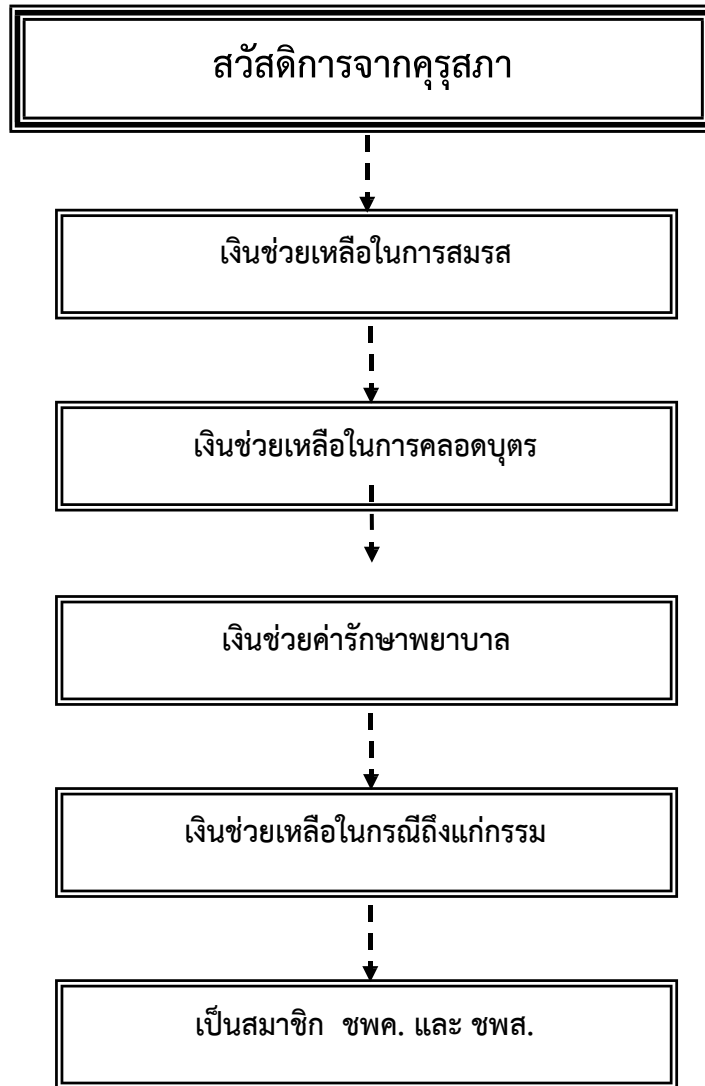 สวัสดิการจากคุรุสภา
เงินช่วยเหลือในการสมรส
เงินช่วยเหลือในการคลอดบุตร
เงินช่วยค่ารักษาพยาบาล
เงินช่วยเหลือในกรณีถึงแก่กรรม
เป็นสมาชิก ชพค. และ ชพส.